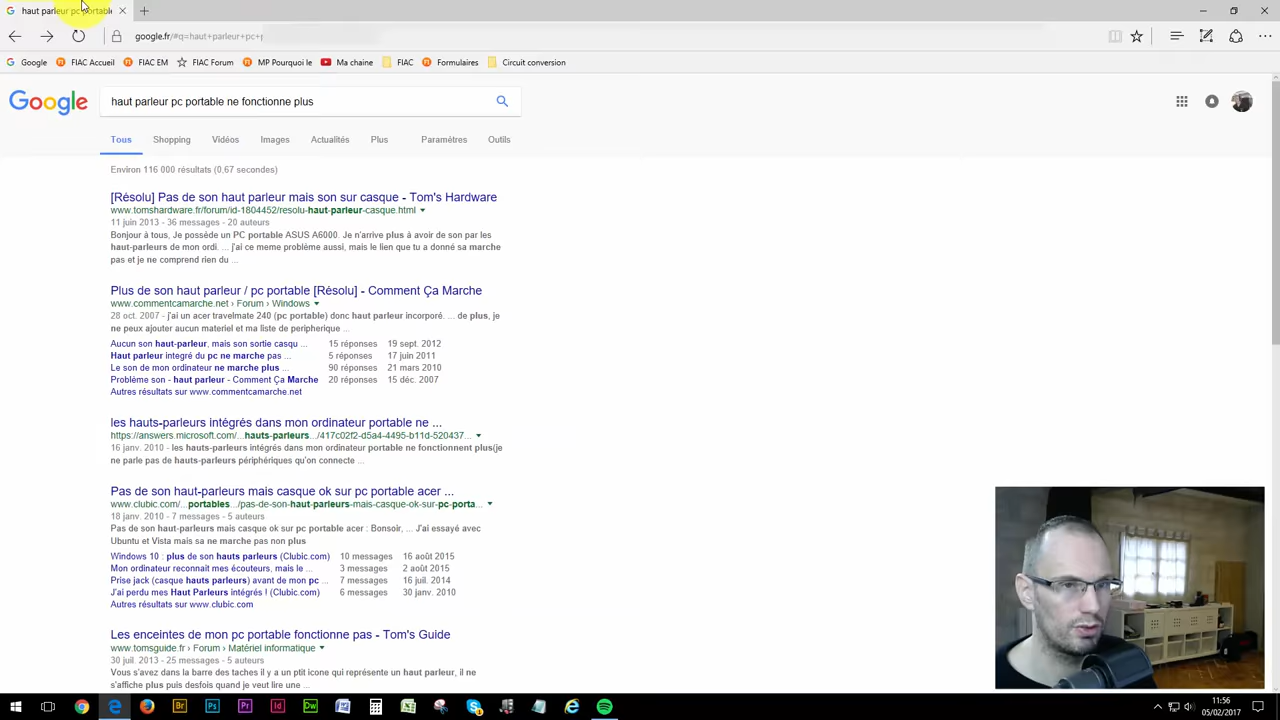 haut parleur pc portable
google.fr/#q=haut+parleur+pc+p
Google
FIAC Accueil
FIAC EM
FIAC Forum
MP Pourquoi le
Ma chaine
FIAC
Formulaires
Circuit conversion
Google
haut parleur pc portable ne fonctionne plus
Tous
Shopping
Vidéos
Images
Actualités
Plus
Paramètres
Outils
Environ 116 000 résultats (0,67 secondes)
[Résolu] Pas de son haut parleur mais son sur casque - Tom's Hardware
www.tomshardware.fr/forum/id-1804452/resolu-haut-parleur-casque.html
11 juin 2013 - 36 messages - 20 auteurs
Bonjour à tous, Je possède un PC portable ASUS A6000. Je n'arrive plus à avoir de son par les
haut-parleurs de mon ordi. ... j'ai ce meme problème aussi, mais le lien que tu a donné sa marche
pas et je ne comprend rien du ...
Plus de son haut parleur / pc portable [Résolu] - Comment Ça Marche
www.commentcamarche.net › Forum › Windows
28 oct. 2007 - j'ai un acer travelmate 240 (pc portable) donc haut parleur incorporé. ... de plus, je
ne peux ajouter aucun materiel et ma liste de peripherique ...
Aucun son haut-parleur, mais son sortie casqu ... 15 réponses 19 sept. 2012
Haut parleur integré du pc ne marche pas ... 5 réponses 17 juin 2011
Le son de mon ordinateur ne marche plus ... 90 réponses 21 mars 2010
Problème son - haut parleur - Comment Ça Marche 20 réponses 15 déc. 2007
Autres résultats sur www.commentcamarche.net
les hauts-parleurs intégrés dans mon ordinateur portable ne ...
https://answers.microsoft.com/...hauts-parleurs.../417c02f2-d5a4-4495-b11d-520437...
16 janv. 2010 - les hauts-parleurs intégrés dans mon ordinateur portable ne fonctionnent plus(je
ne parle pas de hauts-parleurs périphériques qu'on connecte ...
Pas de son haut-parleurs mais casque ok sur pc portable acer ...
www.clubic.com/...portables.../pas-de-son-haut-parleurs-mais-casque-ok-sur-pc-porta...
18 janv. 2010 - 7 messages - 5 auteurs
Pas de son haut-parleurs mais casque ok sur pc portable acer : Bonsoir, ... J'ai essayé avec
Ubuntu et Vista mais sa ne marche pas non plus
Windows 10 : plus de son hauts parleurs (Clubic.com) 10 messages 16 août 2015
Mon ordinateur reconnait mes écouteurs, mais le ... 3 messages 2 août 2015
Prise jack (casque hauts parleurs) avant de mon pc ... 7 messages 16 juil. 2014
J'ai perdu mes Haut Parleurs intégrés ! (Clubic.com) 6 messages 30 janv. 2010
Autres résultats sur www.clubic.com
Les enceintes de mon pc portable fonctionne pas - Tom's Guide
www.tomsguide.fr › Forum › Matériel informatique
30 juil. 2013 - 25 messages - 5 auteurs
Vous s'avez dans la barre des taches il y a un ptit icone qui représente un haut parleur, il ne
s'affiche plus puis desfois quand je veut lire une ...
Br
Ps
Pr
Id
Dw
11:56
05/02/2017